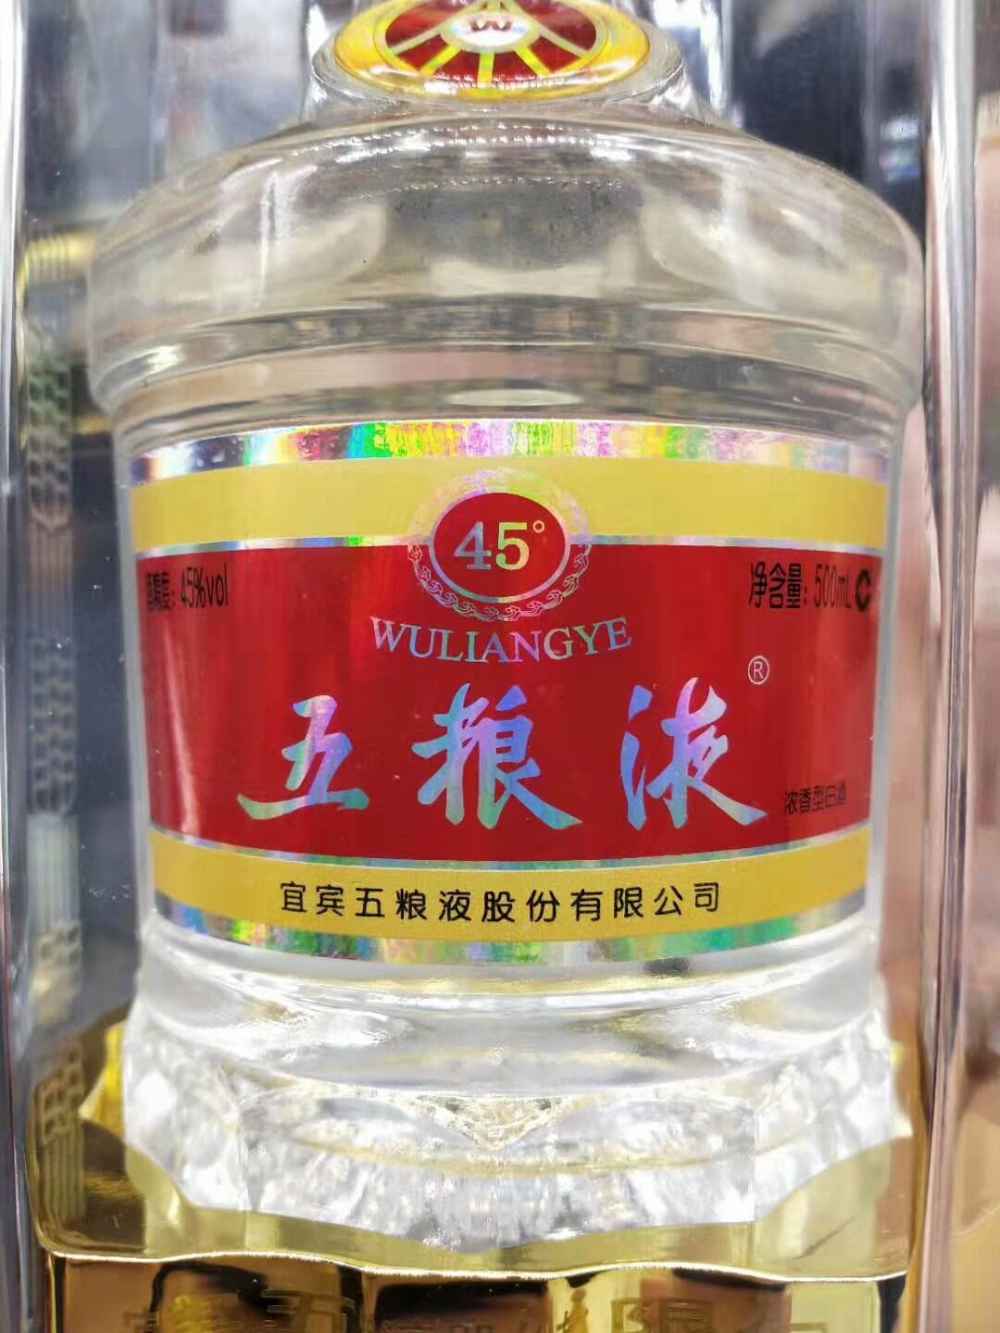 W
45°
酒精度：45%vol
净含量：500mL C
WULIANGYE
五粮液®
浓香型白酒
宜宾五粮液股份有限公司